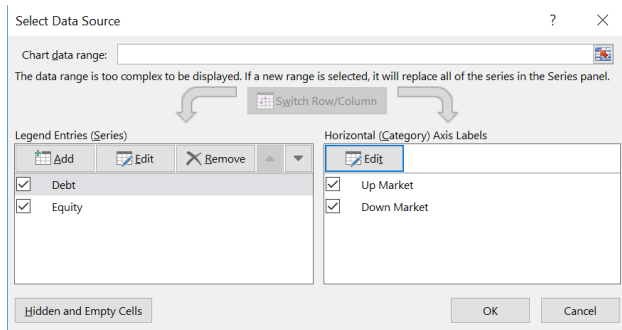 Select Data Source ? ×
Chart data range:
The data range is too complex to be displayed. If a new range is selected, it will replace all of the series in the Series panel.
Switch Row/Column
Legend Entries (Series)
Add Edit Remove
Debt
Equity
Horizontal (Category) Axis Labels
Edit
Up Market
Down Market
Hidden and Empty Cells
OK Cancel